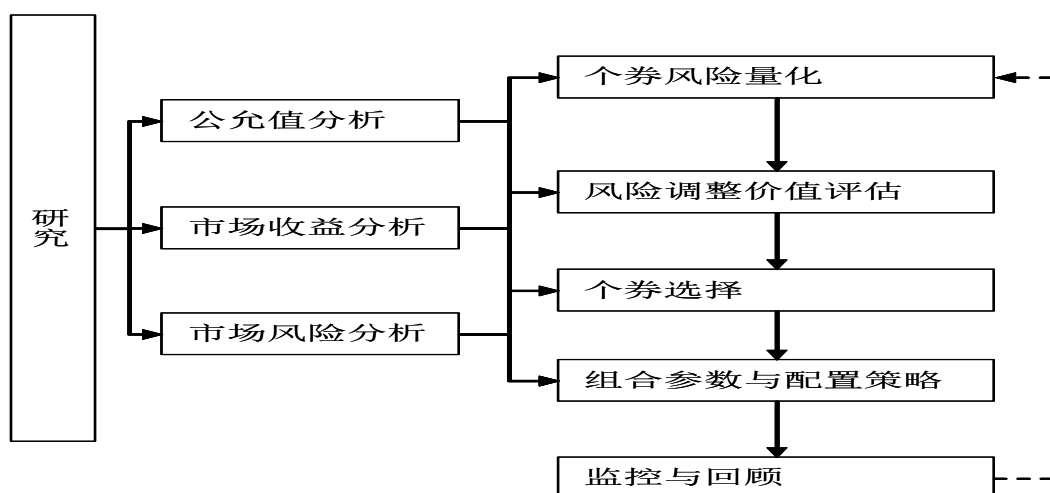 研究
公允值分析
市场收益分析
市场风险分析
个券风险量化
风险调整价值评估
个券选择
组合参数与配置策略
监控与回顾